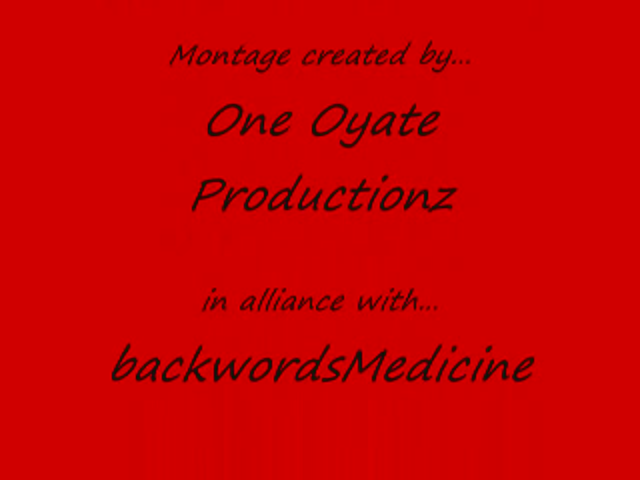 Montage created by...
One Oyate
Productionz
in alliance with...
backwordsMedicine